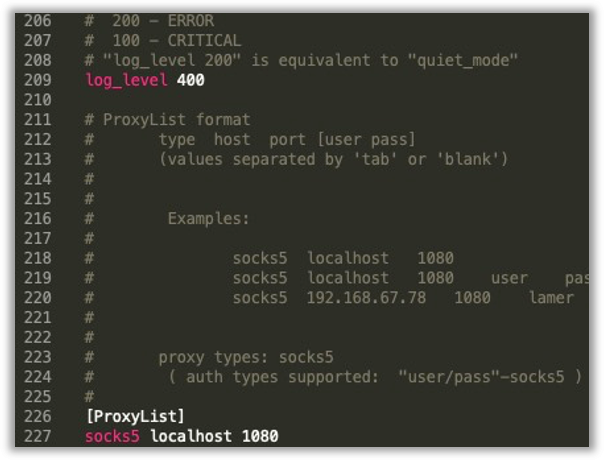 206 #  200 - ERROR
207 #  100 - CRITICAL
208 # "log_level 200" is equivalent to "quiet_mode"
209 log_level 400
210
211 # ProxyList format
212 #       type  host  port [user pass]
213 #       (values separated by 'tab' or 'blank')
214 #
215 #
216 #        Examples:
217 #
218 #               socks5  localhost   1080
219 #               socks5  localhost   1080    user    pas
220 #               socks5  192.168.67.78   1080    lamer
221 #
222 #
223 #       proxy types: socks5
224 #        ( auth types supported:  "user/pass"-socks5 )
225 #
226 [ProxyList]
227 socks5 localhost 1080